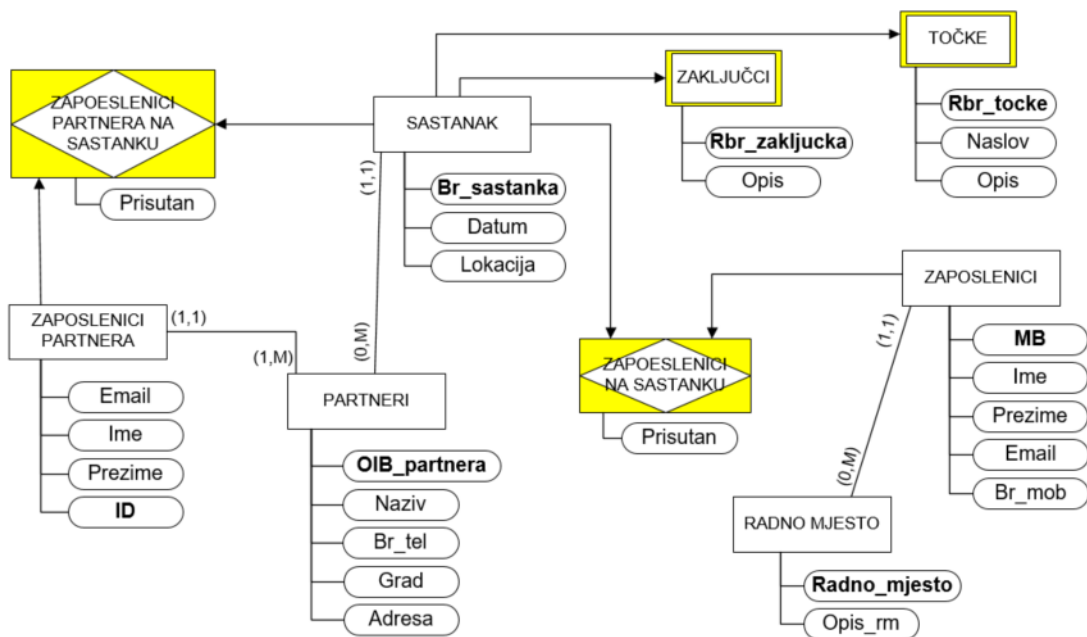 TOČKE
Rbr_tocke
Naslov
Opis
ZAKLJUČCI
Rbr_zakljucka
Opis
ZAPOESLENICI
PARTNERA NA
SASTANKU
Prisutan
SASTANAK
(1,1)
Br_sastanka
Datum
Lokacija
(0,M)
ZAPOSLENICI
PARTNERA
(1,1)
(1,M)
Email
Ime
Prezime
ID
PARTNERI
OIB_partnera
Naziv
Br_tel
Grad
Adresa
ZAPOESLENICI
NA SASTANKU
Prisutan
ZAPOSLENICI
(1,1)
MB
Ime
Prezime
Email
Br_mob
(0,M)
RADNO MJESTO
Radno_mjesto
Opis_rm